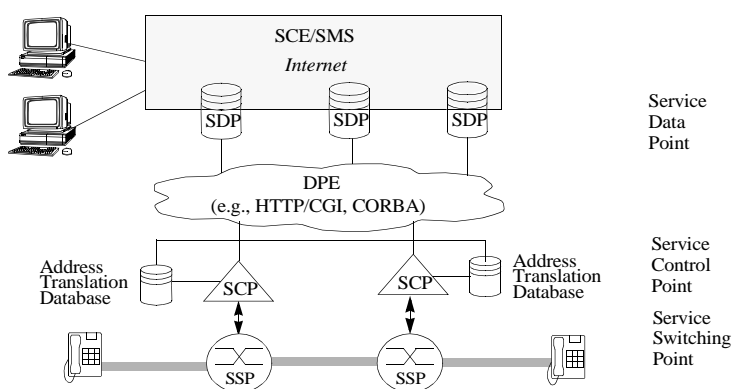 SCE/SMS
Internet
SDP
SDP
SDP
Service
Data
Point
DPE
(e.g., HTTP/CGI, CORBA)
Address
Translation
Database
SCP
SCP
Address
Translation
Database
Service
Control
Point
SSP
SSP
Service
Switching
Point